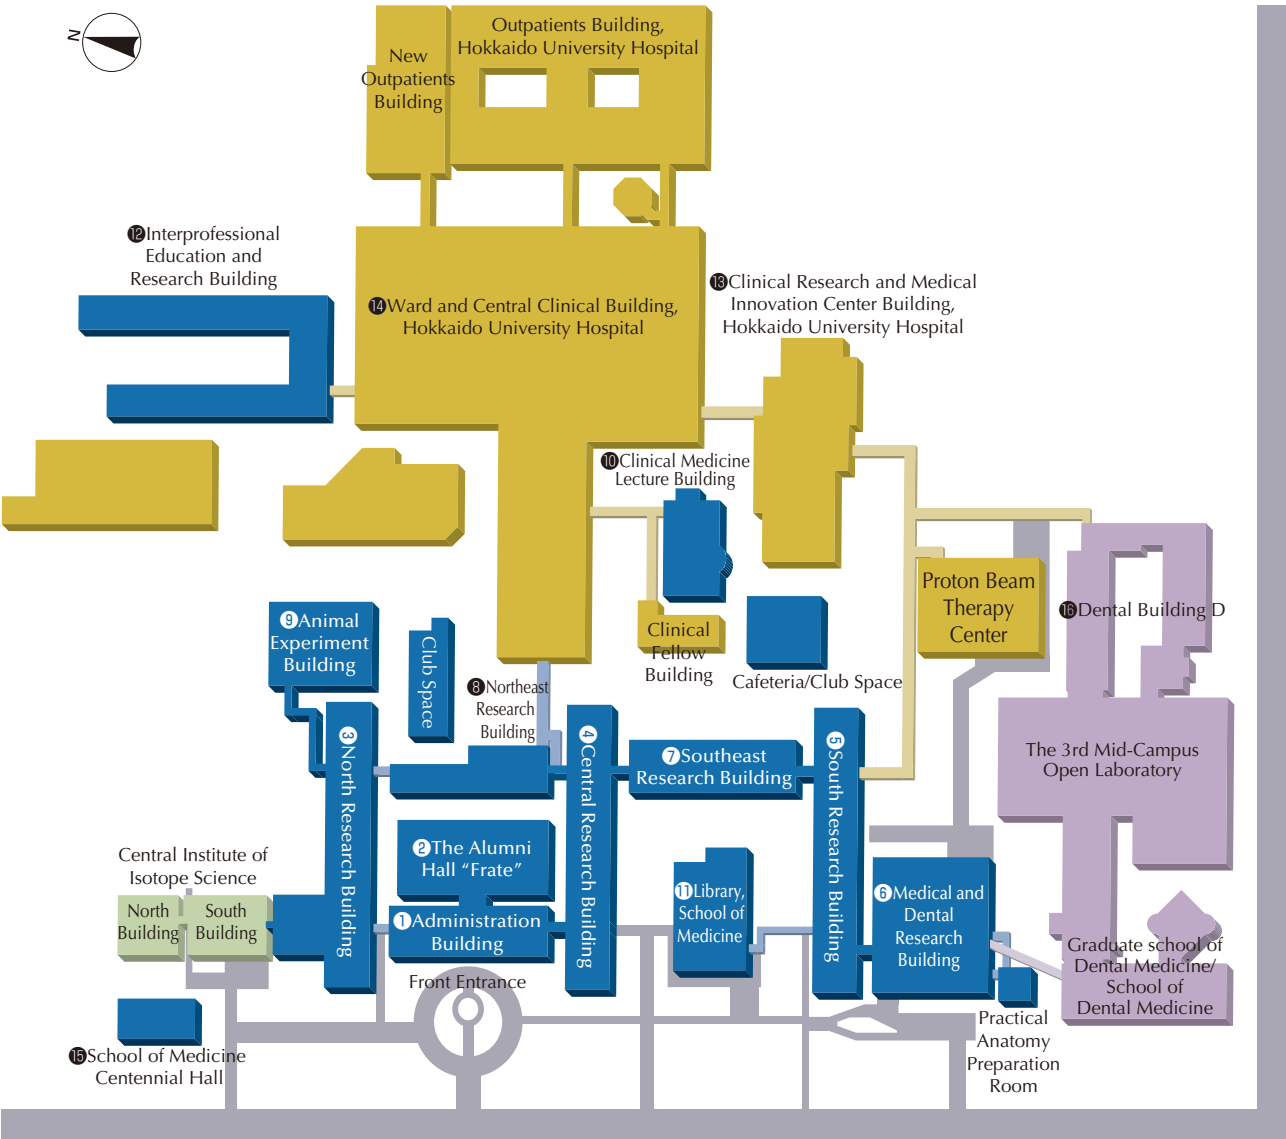 N
New
Outpatients
Building
Outpatients Building,
Hokkaido University Hospital
⓬Interprofessional
Education and
Research Building
⓮Ward and Central Clinical Building,
Hokkaido University Hospital
⓭Clinical Research and Medical
Innovation Center Building,
Hokkaido University Hospital
❿Clinical Medicine
Lecture Building
Proton Beam
Therapy
Center
⓰Dental Building D
❾Animal
Experiment
Building
Club Space
Clinical
Fellow
Building
Cafeteria/Club Space
❽Northeast
Research
Building
❸North Research Building
❹Central Research Building
❼Southeast
Research Building
❺South Research Building
The 3rd Mid-Campus
Open Laboratory
❷The Alumni
Hall “Frate”
Central Institute of
Isotope Science
North
Building
South
Building
❶Administration
Building
Front Entrance
⓫Library,
School of
Medicine
❻Medical and
Dental
Research
Building
Graduate school of
Dental Medicine/
School of
Dental Medicine
Practical
Anatomy
Preparation
Room
⓯School of Medicine
Centennial Hall